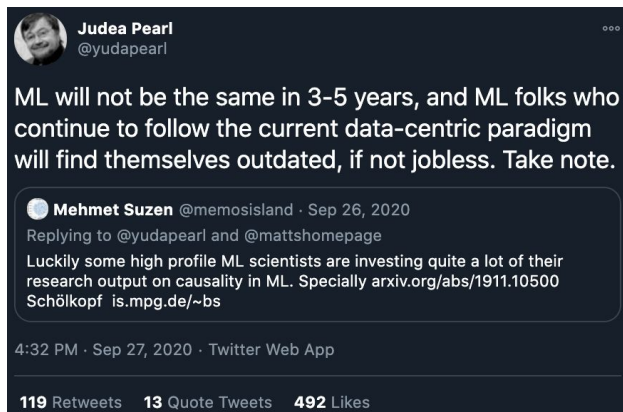 Judea Pearl
@yudapearl
ML will not be the same in 3-5 years, and ML folks who
continue to follow the current data-centric paradigm
will find themselves outdated, if not jobless. Take note.
Mehmet Suzen @memosisland · Sep 26, 2020
Replying to @yudapearl and @mattshomepage
Luckily some high profile ML scientists are investing quite a lot of their
research output on causality in ML. Specially arxiv.org/abs/1911.10500
Schölkopf is.mpg.de/~bs
4:32 PM · Sep 27, 2020 · Twitter Web App
119 Retweets 13 Quote Tweets 492 Likes